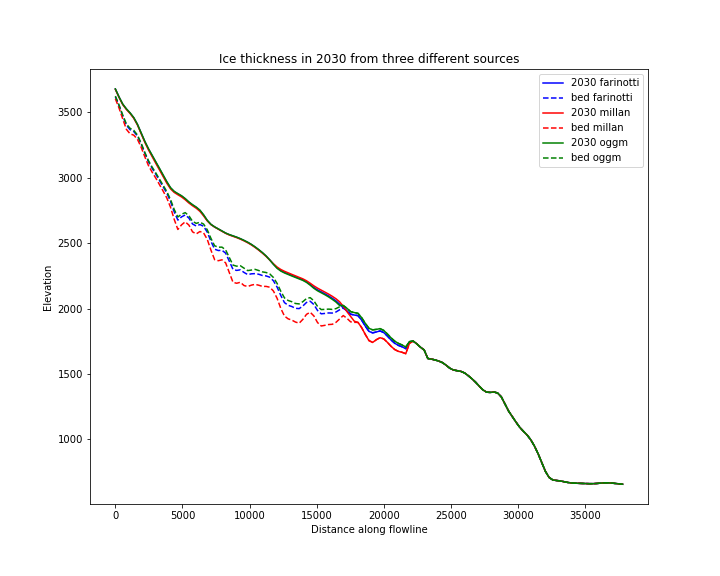 Ice thickness in 2030 from three different sources
2030 farinotti
bed farinotti
2030 millan
bed millan
2030 oggm
bed oggm
3500
3000
2500
2000
1500
1000
Elevation
0 5000 10000 15000 20000 25000 30000 35000
Distance along flowline